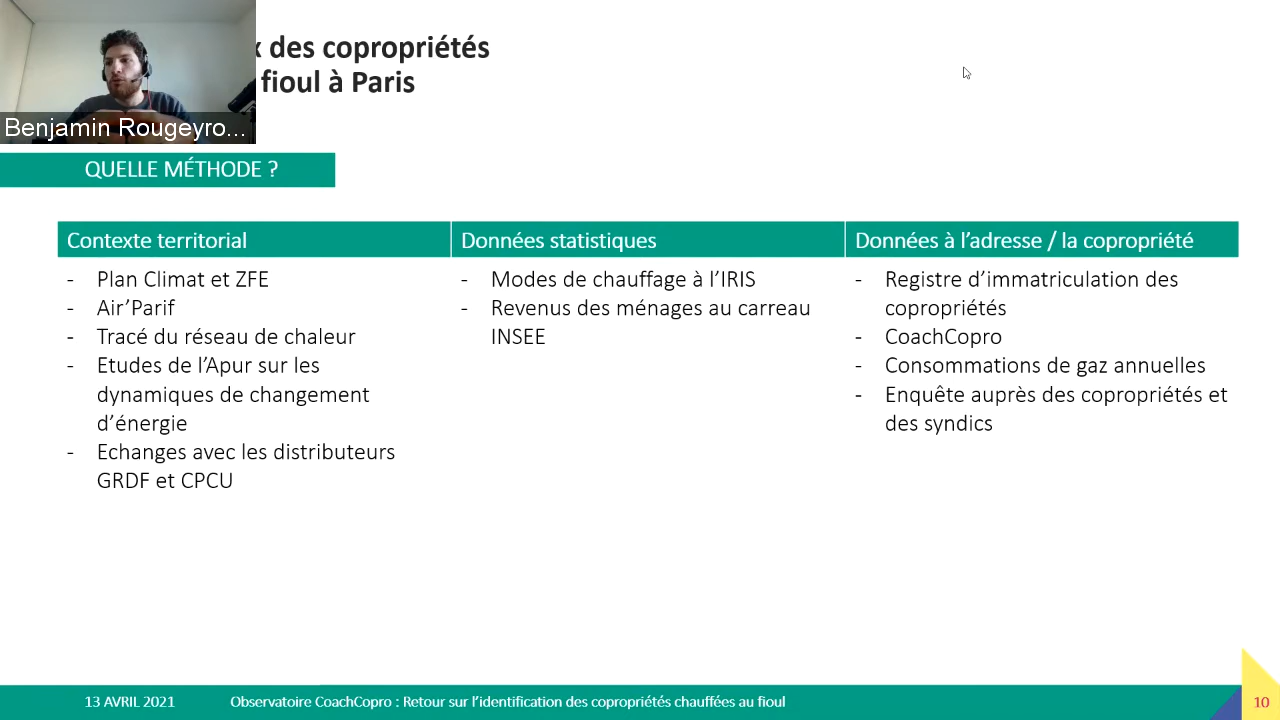 des copropriétés
fioul à Paris
Benjamin Rougeyro...
QUELLE MÉTHODE ?
Contexte territorial
- Plan Climat et ZFE
- Air’Parif
- Tracé du réseau de chaleur
- Etudes de l’Apur sur les
dynamiques de changement
d’énergie
- Echanges avec les distributeurs
GRDF et CPCU
Données statistiques
- Modes de chauffage à l’IRIS
- Revenus des ménages au carreau
INSEE
Données à l’adresse / la copropriété
- Registre d’immatriculation des
copropriétés
- CoachCopro
- Consommations de gaz annuelles
- Enquête auprès des copropriétés et
des syndics
13 AVRIL 2021
Observatoire CoachCopro : Retour sur l’identification des copropriétés chauffées au fioul
10